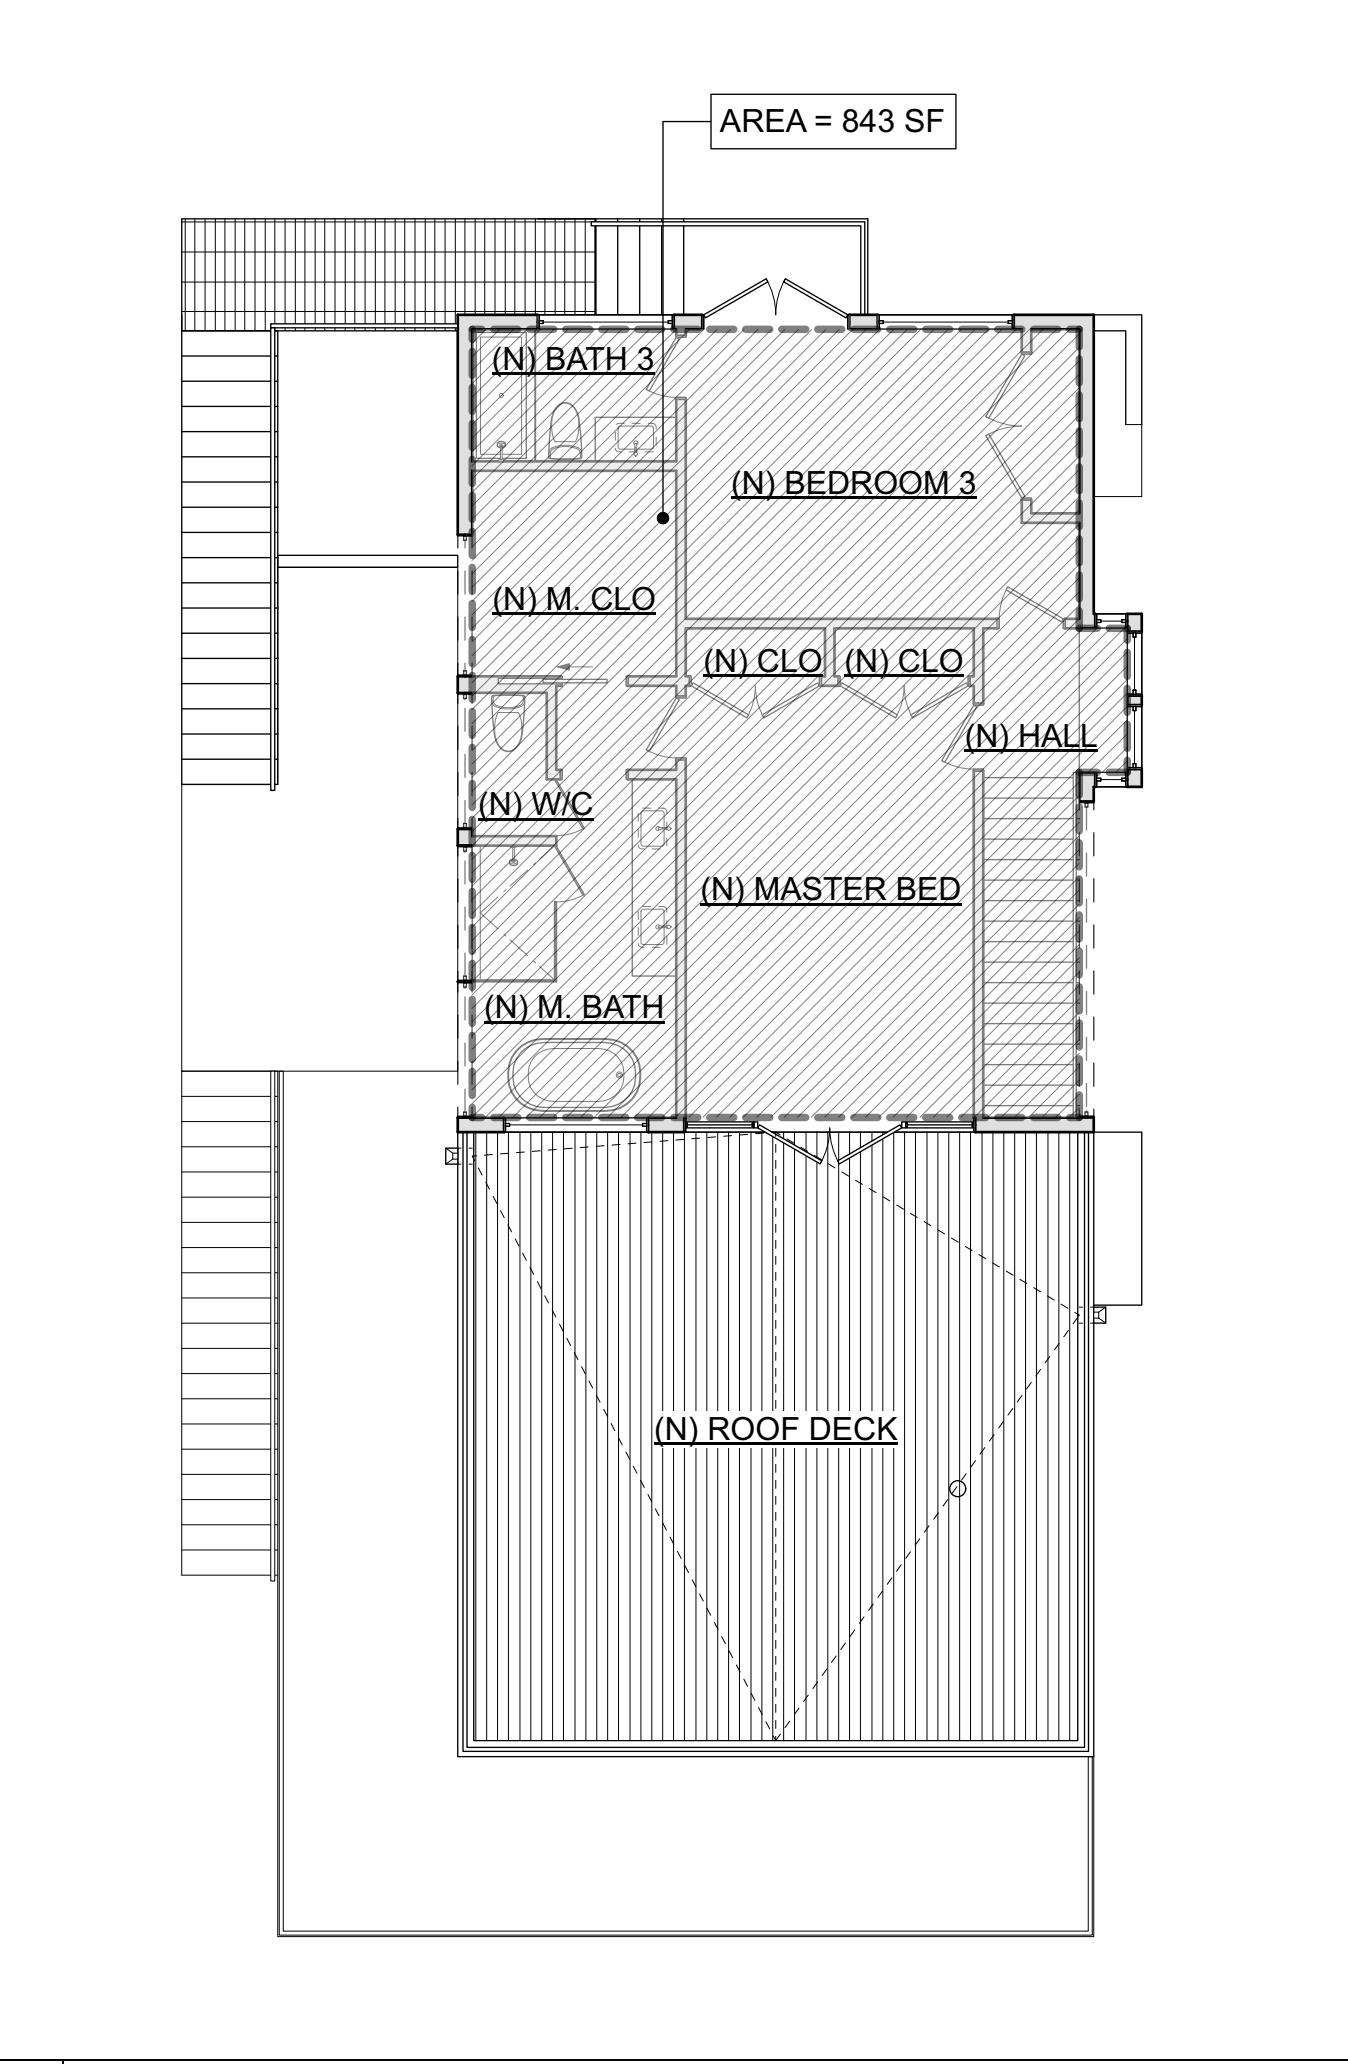 AREA = 843 SF
(N) BATH 3
(N) BEDROOM 3
(N) M. CLO
(N) CLO
(N) CLO
(N) HALL
(N) W/C
(N) MASTER BED
(N) M. BATH
(N) ROOF DECK